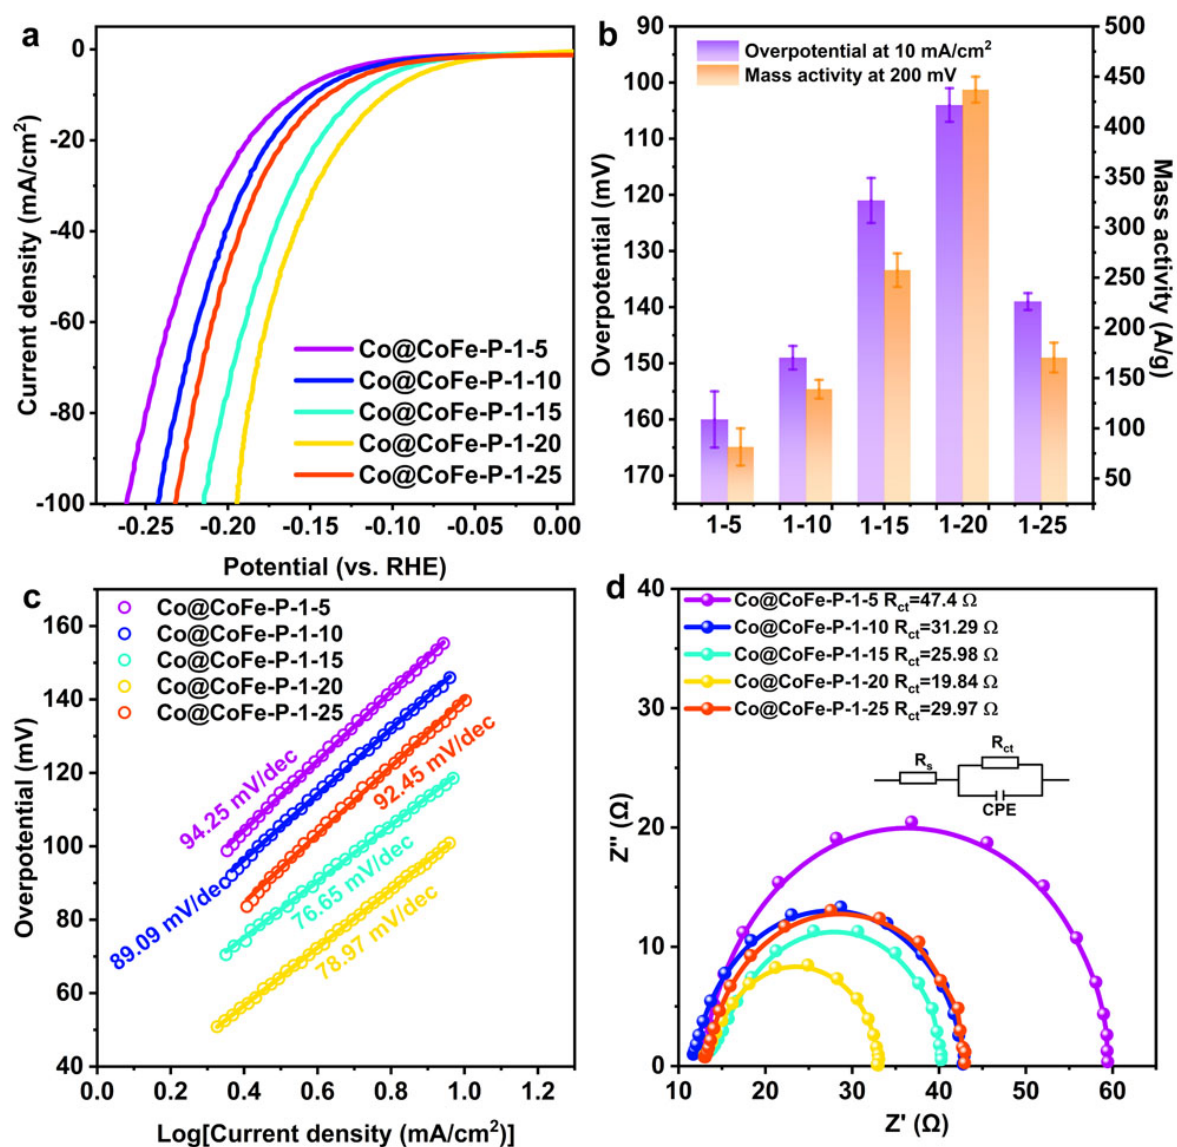 a
0
-20
-40
-60
-80
-100
Current density (mA/cm²)
-0.25 -0.20 -0.15 -0.10 -0.05 0.00
Potential (vs. RHE)
Co@CoFe-P-1-5
Co@CoFe-P-1-10
Co@CoFe-P-1-15
Co@CoFe-P-1-20
Co@CoFe-P-1-25
b
90
100
110
120
130
140
150
160
170
Overpotential (mV)
Overpotential at 10 mA/cm²
Mass activity at 200 mV
500
450
400
350
300
250
200
150
100
50
Mass activity (A/g)
1-5 1-10 1-15 1-20 1-25
c
160
140
120
100
80
60
40
Overpotential (mV)
Co@CoFe-P-1-5
Co@CoFe-P-1-10
Co@CoFe-P-1-15
Co@CoFe-P-1-20
Co@CoFe-P-1-25
94.25 mV/dec
92.45 mV/dec
89.09 mV/dec
76.65 mV/dec
78.97 mV/dec
0.0 0.2 0.4 0.6 0.8 1.0 1.2
Log[Current density (mA/cm²)]
d
40
30
20
10
0
Z'' (Ω)
Co@CoFe-P-1-5 Rct=47.4 Ω
Co@CoFe-P-1-10 Rct=31.29 Ω
Co@CoFe-P-1-15 Rct=25.98 Ω
Co@CoFe-P-1-20 Rct=19.84 Ω
Co@CoFe-P-1-25 Rct=29.97 Ω
Rs
Rct
CPE
10 20 30 40 50 60
Z' (Ω)